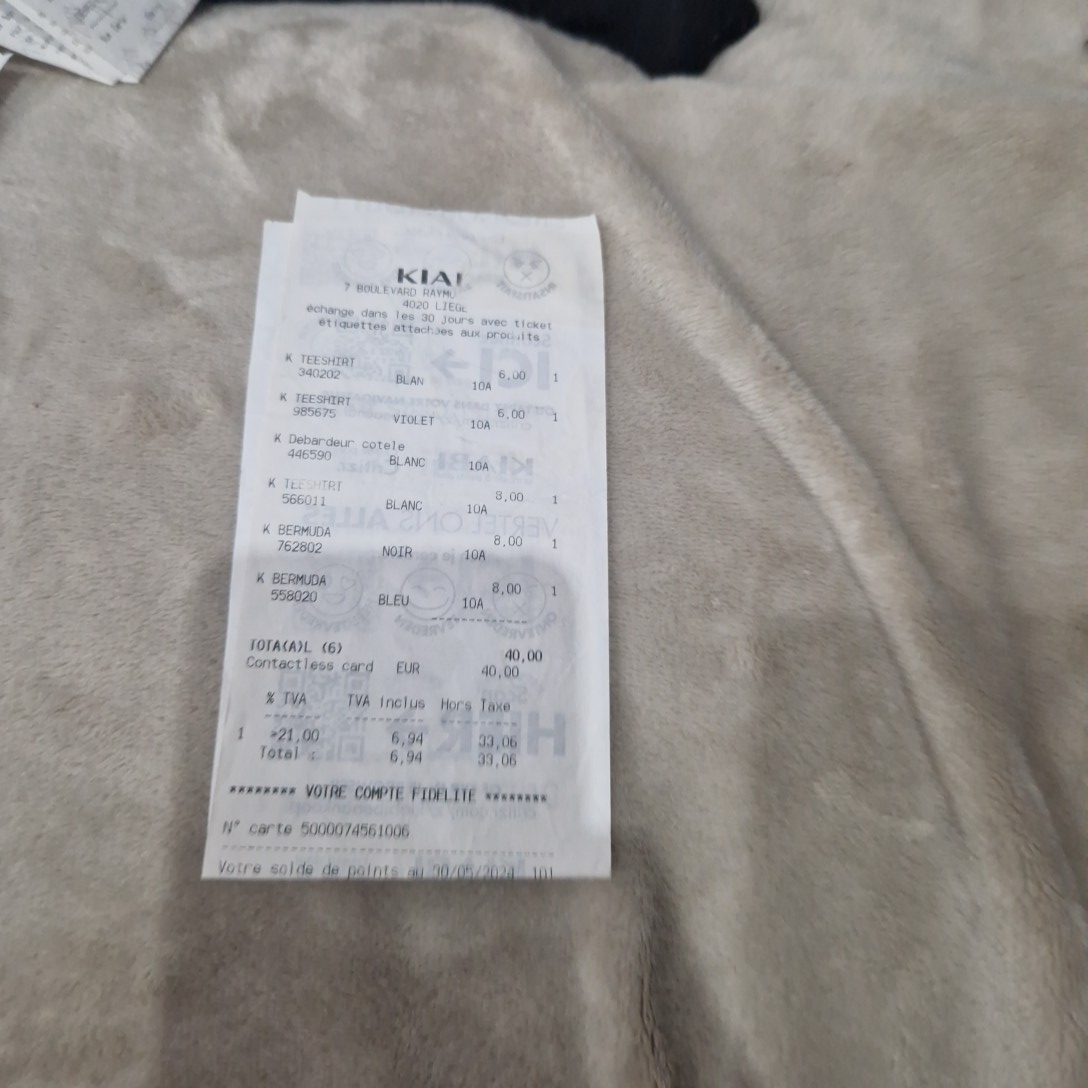 KIAI
7 BOULEVARD RAYMU
4020 LIEGE
échange dans les 30 jours avec ticket
étiquettes attachées aux produits
K TEESHIRT 6,00 1
340202 BLAN 10A
K TEESHIRT 6,00 1
985675 VIOLET 10A
K Debardeur cotele
446590 BLANC 10A
K TEESHIRT 8,00 1
566011 BLANC 10A
K BERMUDA 8,00 1
762802 NOIR 10A
K BERMUDA 8,00 1
558020 BLEU 10A
TOTA(A)L (6) 40,00
Contactless card EUR 40,00
% TVA TVA inclus Hors Taxe
1 >21,00 6,94 33,06
Total : 6,94 33,06
******** VOTRE COMPTE FIDELITE ********
N° carte 5000074561006
Votre solde de points au 30/05/2024 101